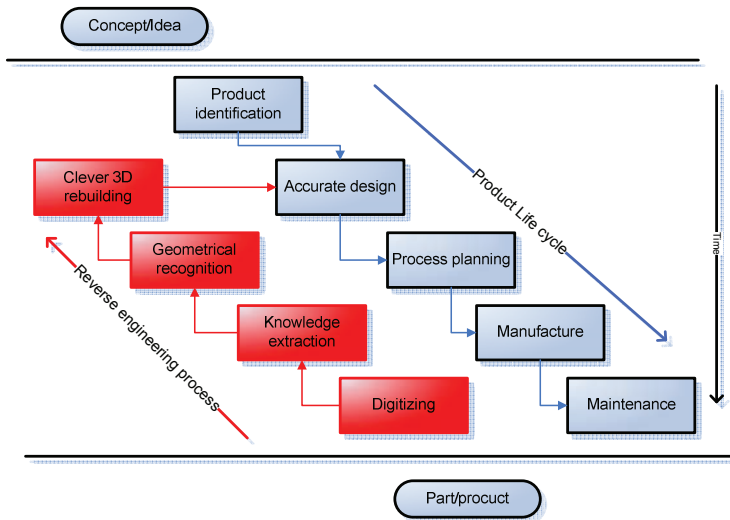 Concept/Idea
Product
identification
Clever 3D
rebuilding
Accurate design
Product Life cycle
Time
Geometrical
recognition
Process planning
Reverse engineering process
Knowledge
extraction
Manufacture
Digitizing
Maintenance
Part/procuct